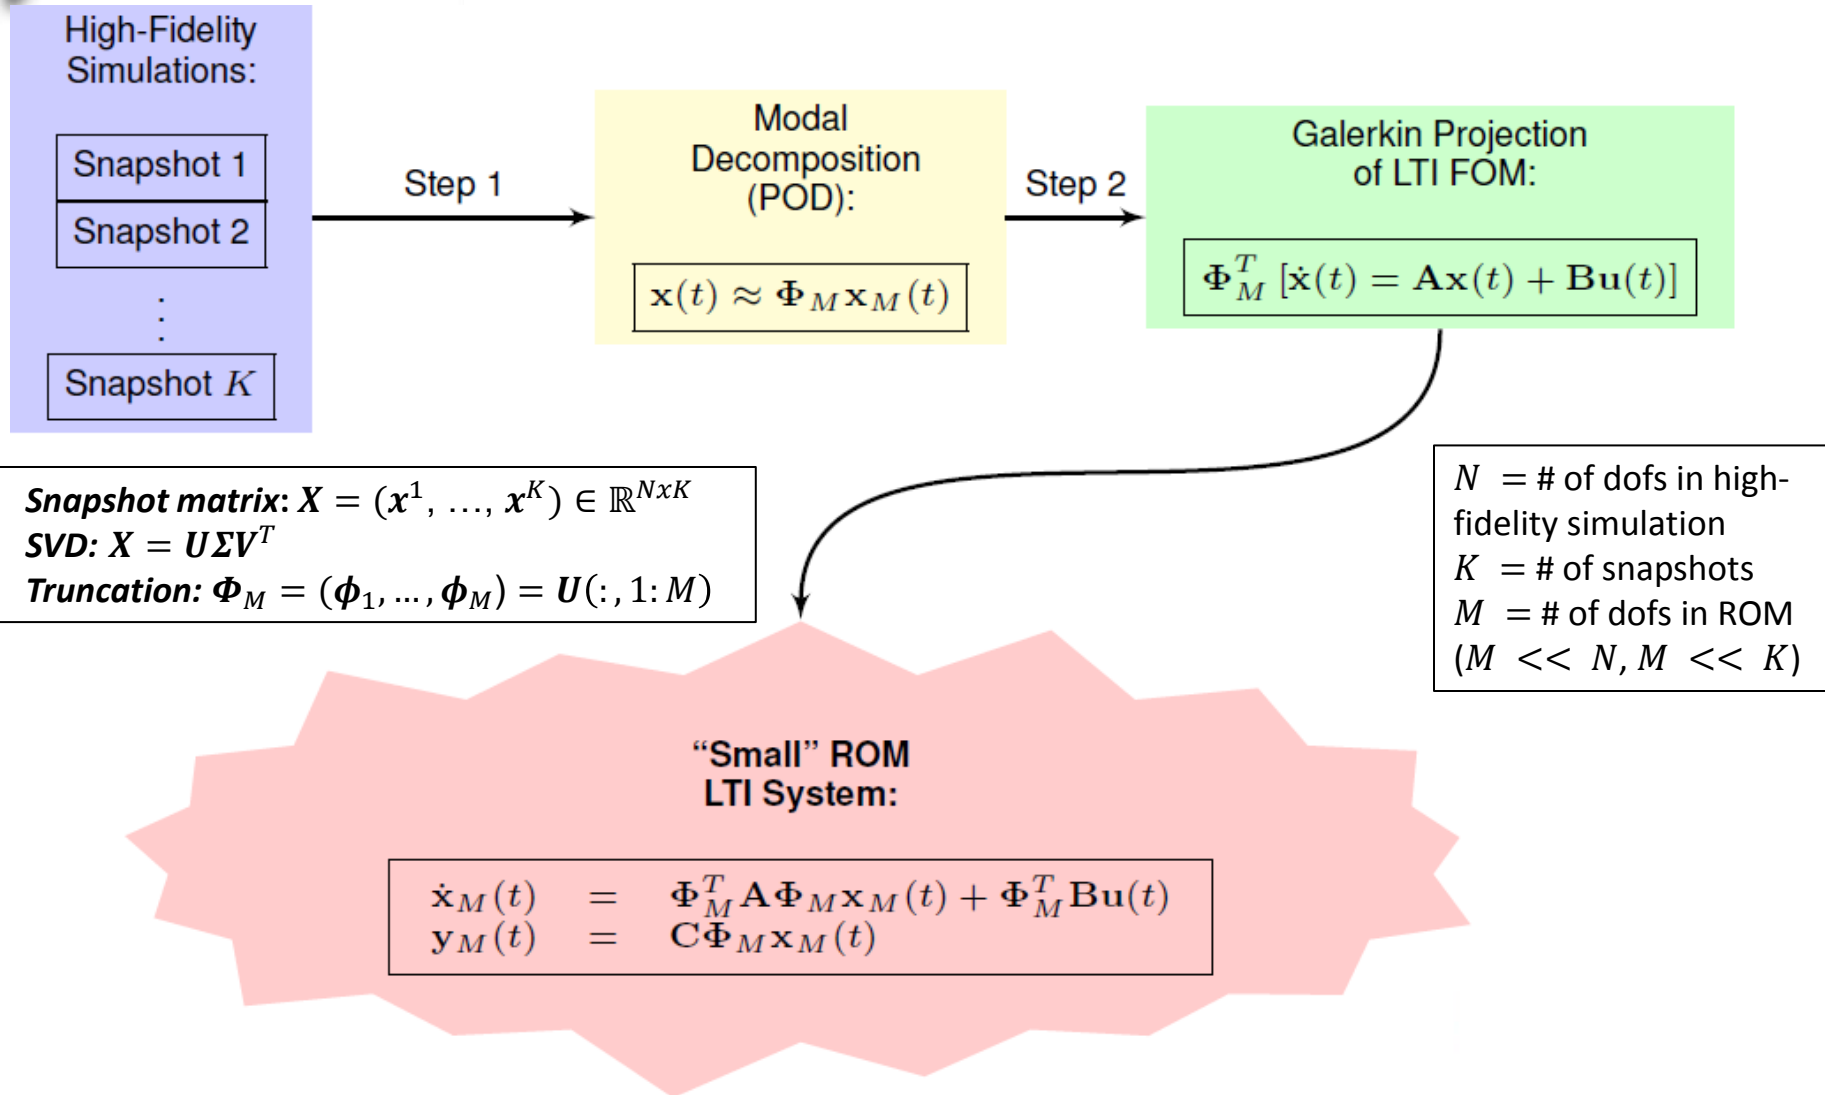 High-Fidelity
Simulations:
Snapshot 1
Snapshot 2
⋮
Snapshot K
Step 1
Modal
Decomposition
(POD):
x(t) ≈ Φ_M x_M(t)
Step 2
Galerkin Projection
of LTI FOM:
Φ_M^T [ẋ(t) = Ax(t) + Bu(t)]
Snapshot matrix: X = (x^1, …, x^K) ∈ ℝ^{NxK}
SVD: X = UΣV^T
Truncation: Φ_M = (ϕ_1, … , ϕ_M) = U(:, 1: M)
N = # of dofs in high-
fidelity simulation
K = # of snapshots
M = # of dofs in ROM
(M << N, M << K)
“Small” ROM
LTI System:
ẋ_M(t) = Φ_M^T AΦ_M x_M(t) + Φ_M^T Bu(t)
y_M(t) = CΦ_M x_M(t)